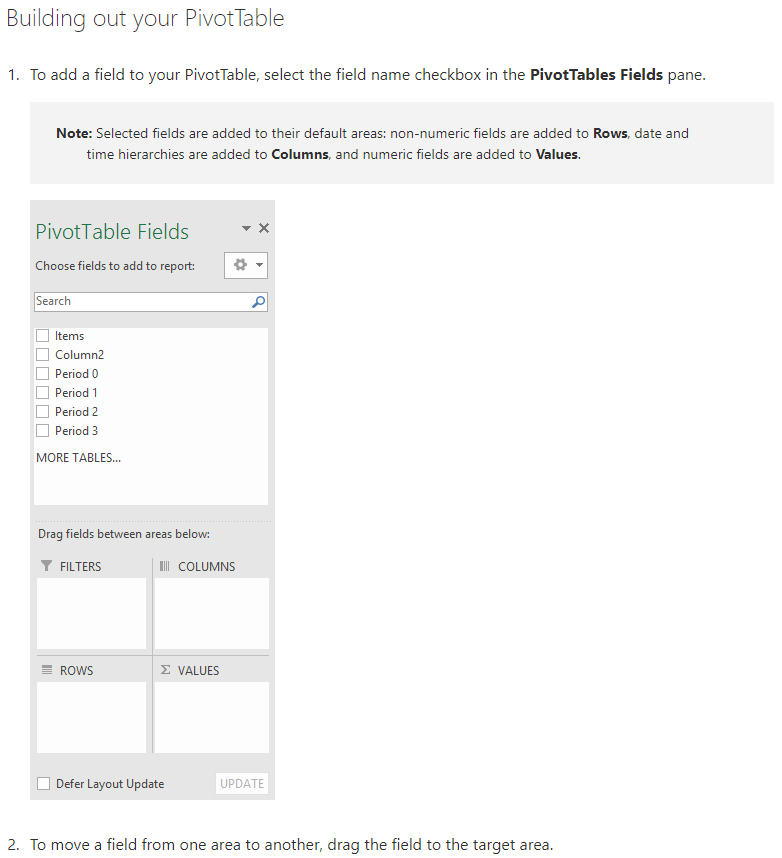 Building out your PivotTable
1. To add a field to your PivotTable, select the field name checkbox in the PivotTables Fields pane.
Note: Selected fields are added to their default areas: non-numeric fields are added to Rows, date and
time hierarchies are added to Columns, and numeric fields are added to Values.
PivotTable Fields
Choose fields to add to report:
Search
Items
Column2
Period 0
Period 1
Period 2
Period 3
MORE TABLES...
Drag fields between areas below:
FILTERS
COLUMNS
ROWS
Σ VALUES
Defer Layout Update
UPDATE
2. To move a field from one area to another, drag the field to the target area.